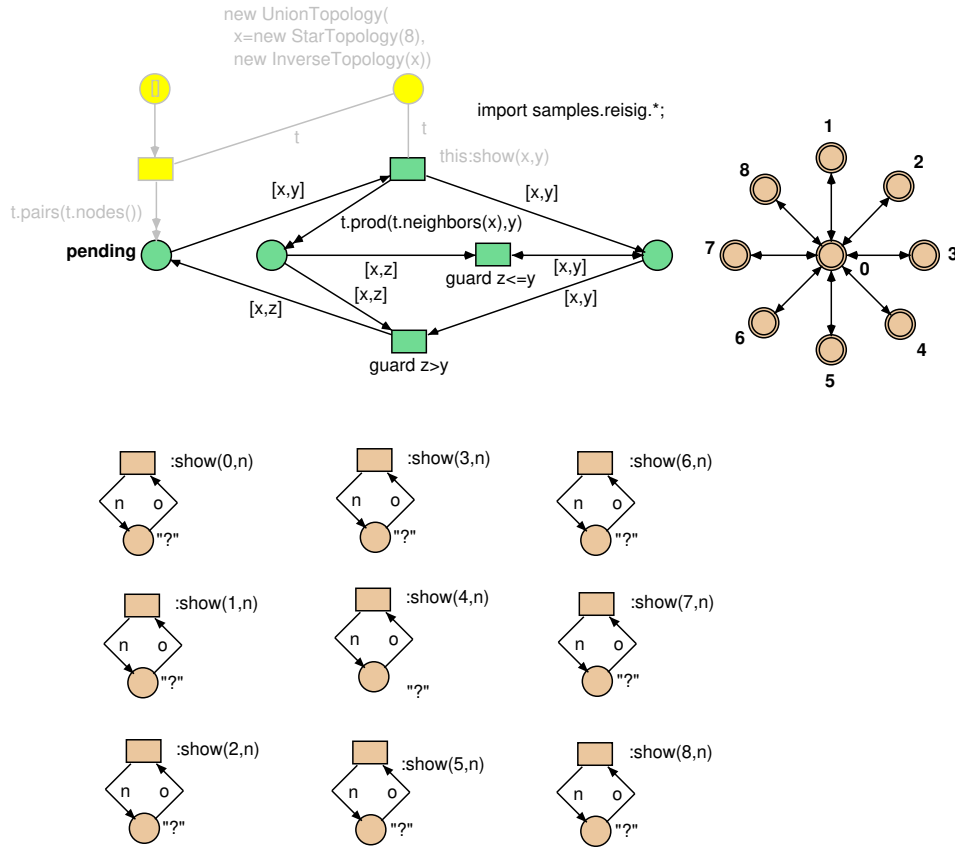 new UnionTopology(
x=new StarTopology(8),
new InverseTopology(x))
[]
import samples.reisig.*;
t
t
this:show(x,y)
t.pairs(t.nodes())
[x,y]
[x,y]
t.prod(t.neighbors(x),y)
pending
[x,z]
[x,y]
guard z<=y
[x,z]
[x,z]
[x,y]
guard z>y
1
2
8
7
0
3
6
4
5
:show(0,n)
n
o
"?"
:show(3,n)
n
o
"?"
:show(6,n)
n
o
"?"
:show(1,n)
n
o
"?"
:show(4,n)
n
o
"?"
:show(7,n)
n
o
"?"
:show(2,n)
n
o
"?"
:show(5,n)
n
o
"?"
:show(8,n)
n
o
"?"